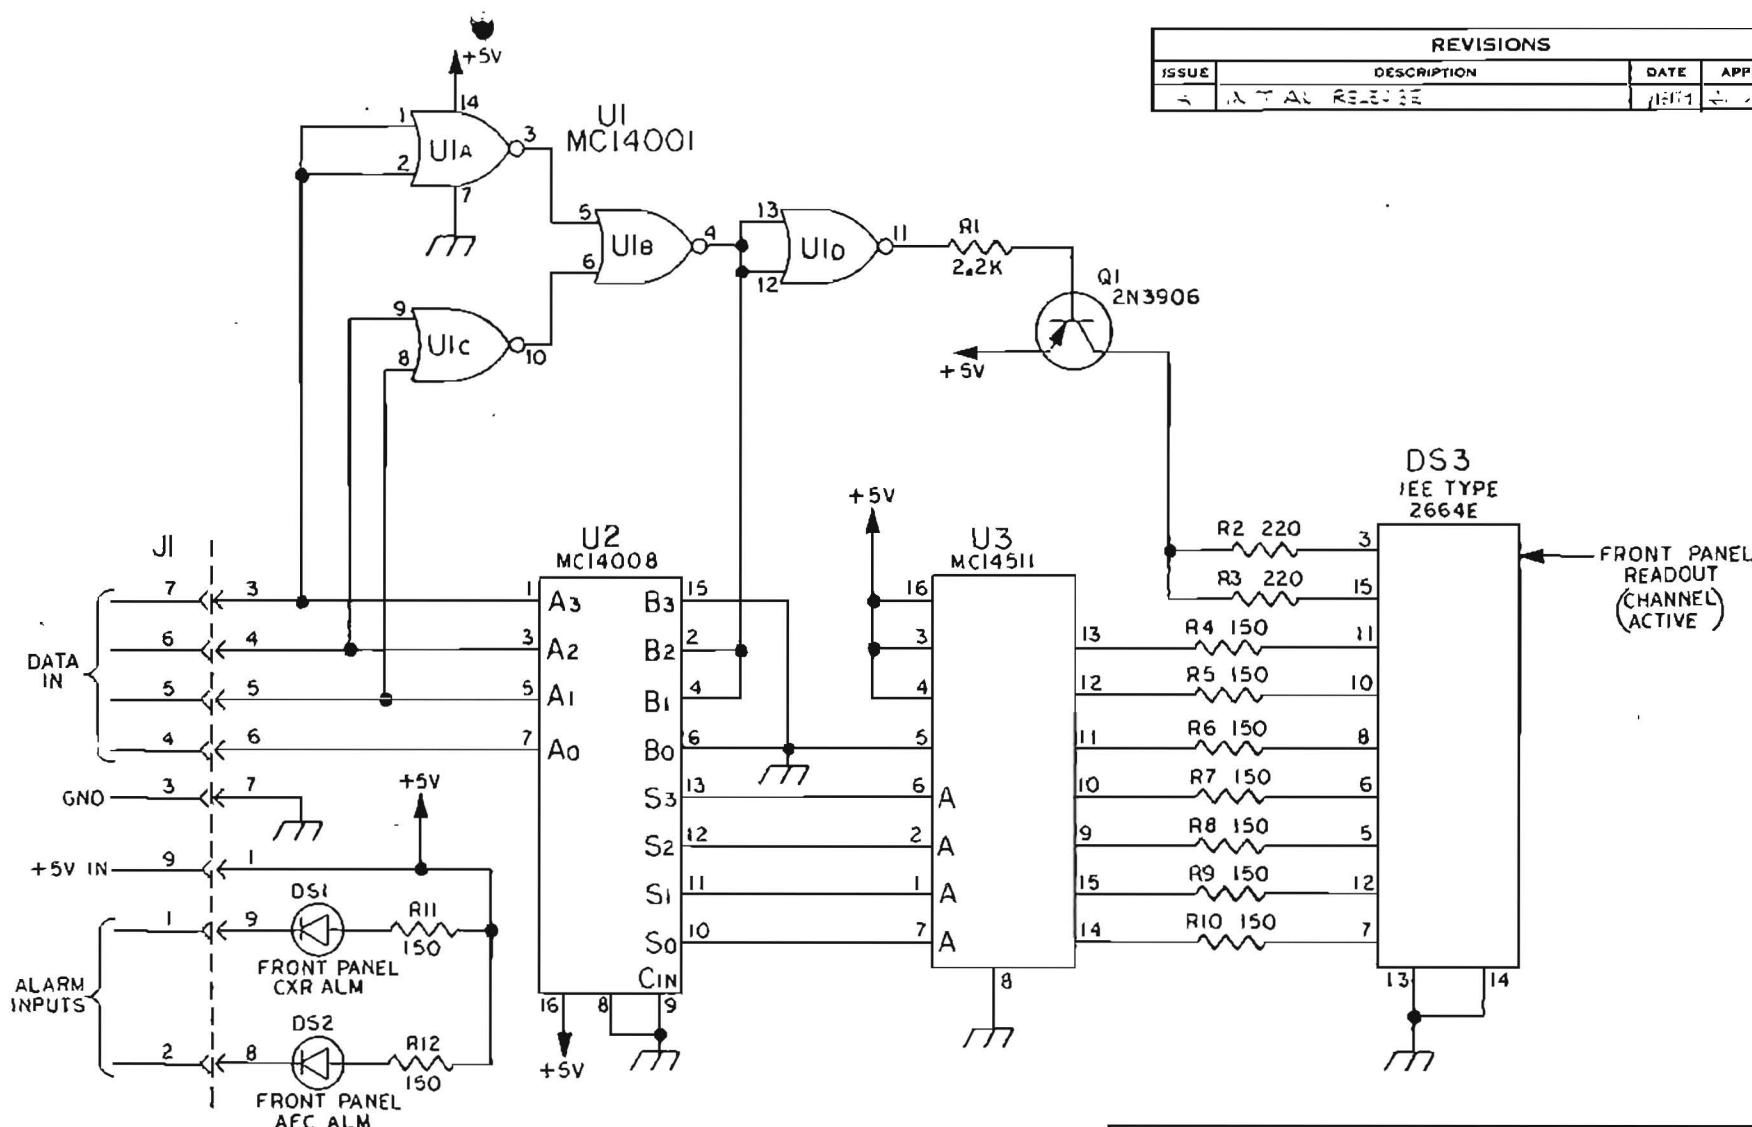 REVISIONS
ISSUE DESCRIPTION DATE APP
+5V
14
1
2
3
7
U1A
U1
MC14001
5
6
4
U1B
13
12
11
U1D
R1
2.2K
Q1
2N3906
+5V
9
8
10
U1C
DS3
IEE TYPE
2664E
FRONT PANEL
READOUT
(CHANNEL
ACTIVE)
J1
DATA
IN
7 3
6 4
5 5
4 6
GND 3 7
+5V IN 9 1
+5V
ALARM
INPUTS
1 9
DS1
R11
150
FRONT PANEL
CXR ALM
2 8
DS2
R12
150
FRONT PANEL
AFC ALM
U2
MC14008
1 A3 B3 15
3 A2 B2 2
5 A1 B1 4
7 A0 B0 6
S3 13
S2 12
S1 11
S0 10
CIN
16 8 9
+5V
+5V
U3
MC14511
16
3
4
5
6 A
2 A
1 A
7 A
8
R2 220 3
R3 220 15
13 R4 150 11
12 R5 150 10
11 R6 150 8
10 R7 150 6
9 R8 150 5
15 R9 150 12
14 R10 150 7
13 14